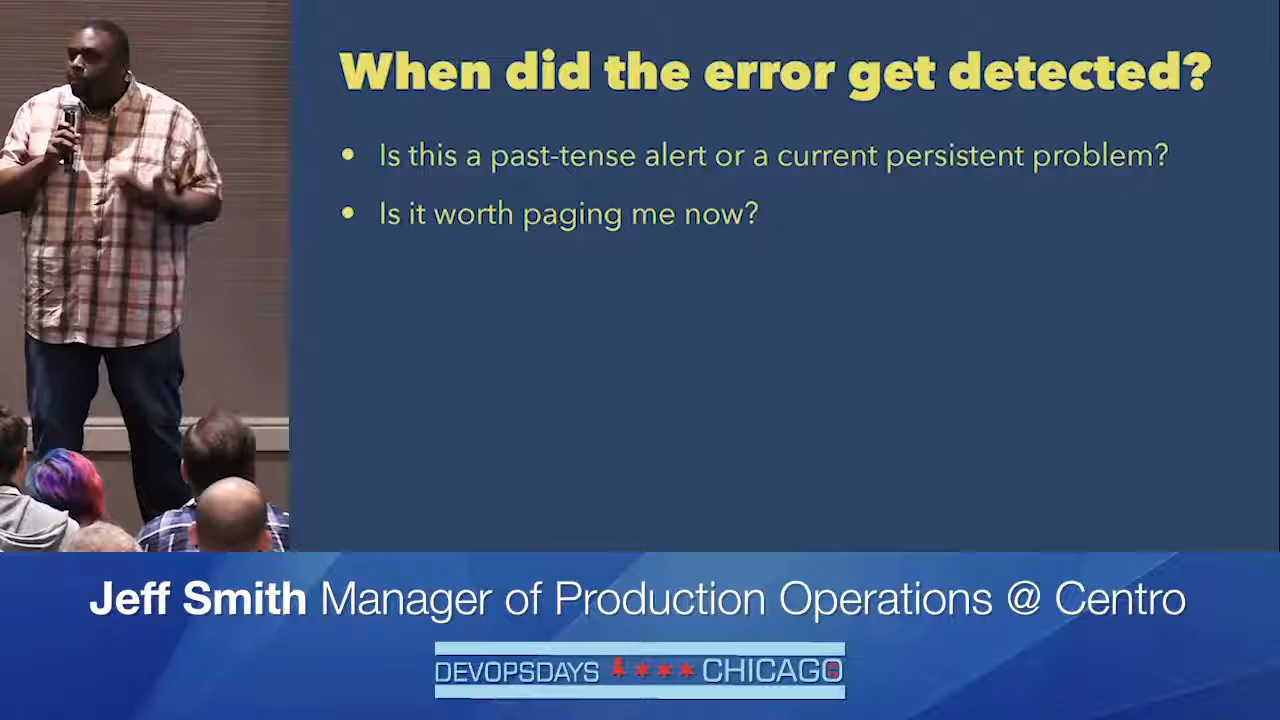 When did the error get detected?
• Is this a past-tense alert or a current persistent problem?
• Is it worth paging me now?
Jeff Smith Manager of Production Operations @ Centro
DEVOPSDAYS CHICAGO